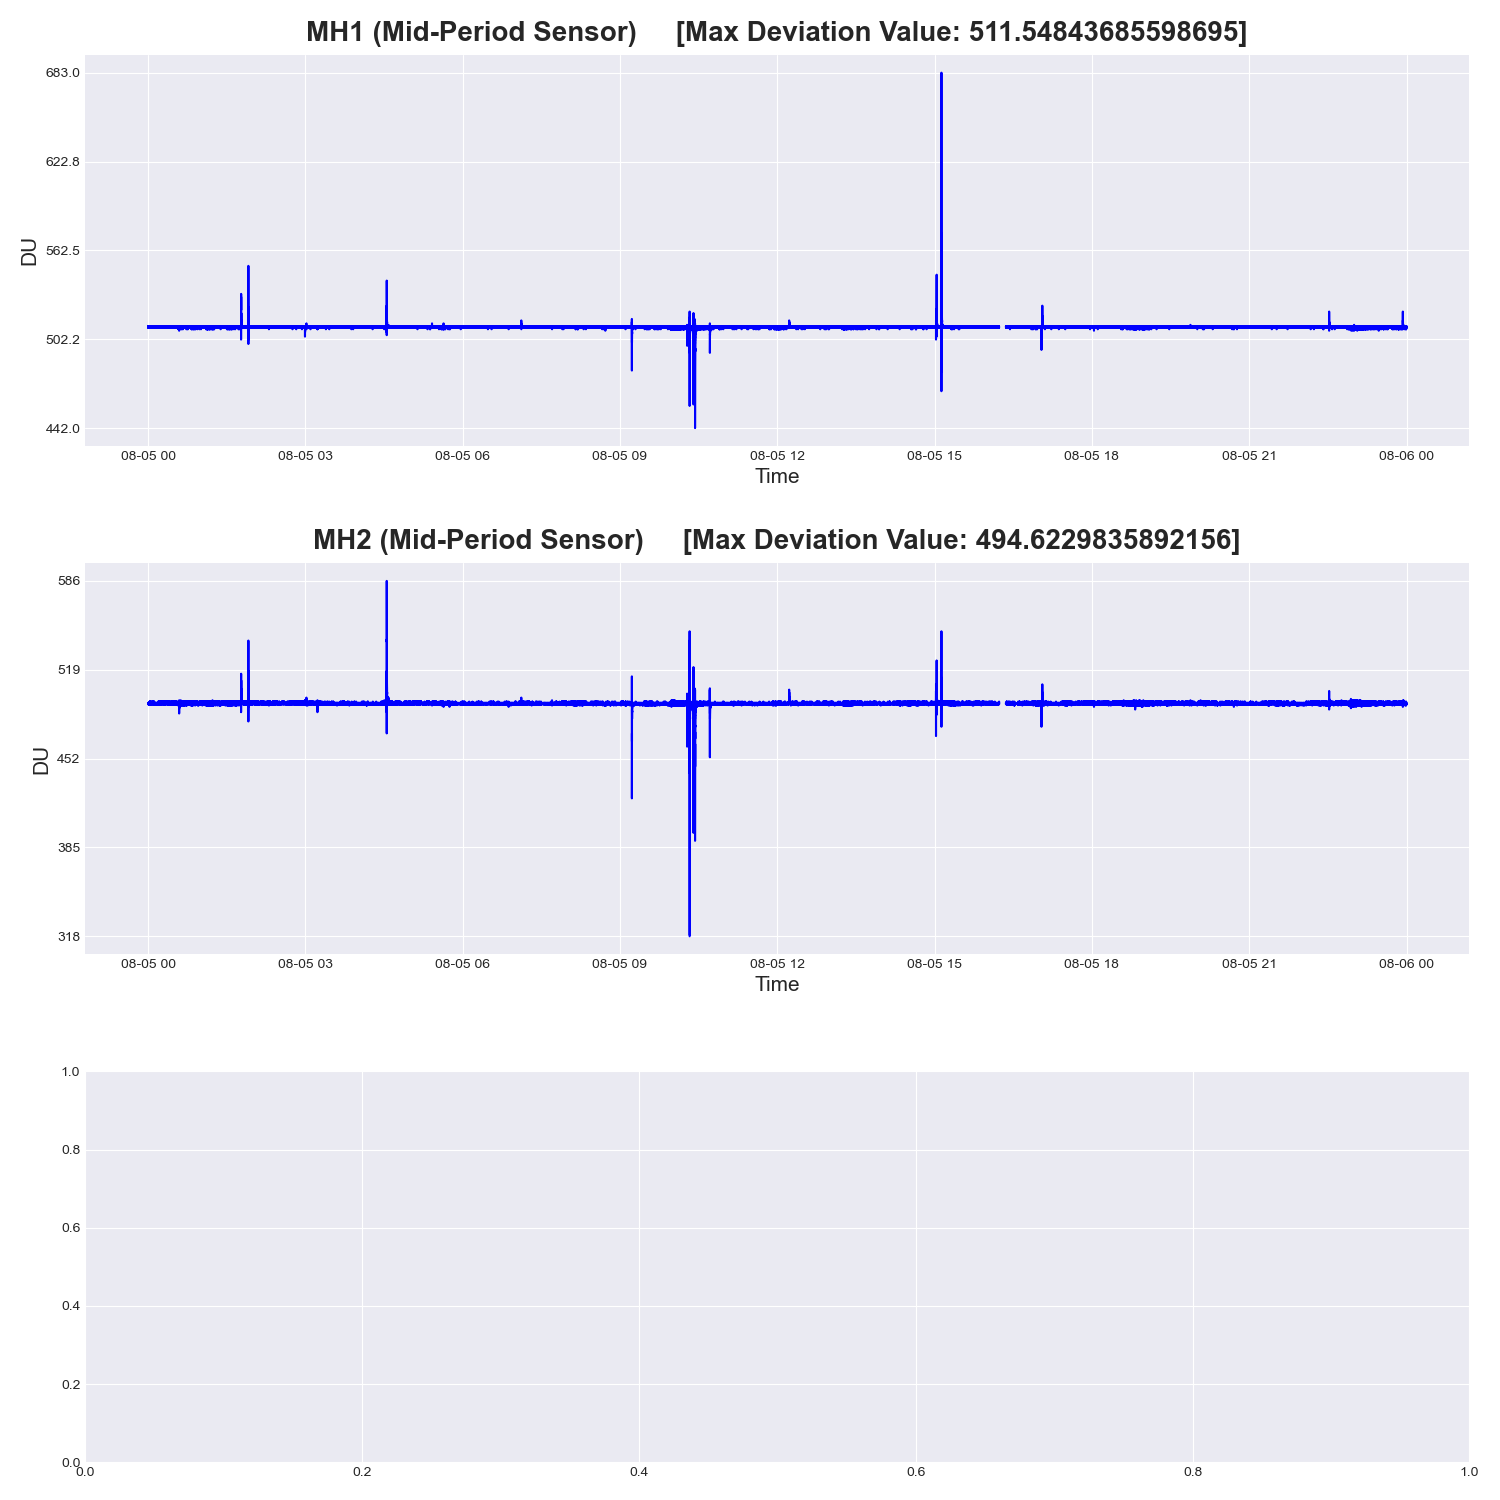 MH1 (Mid-Period Sensor) [Max Deviation Value: 511.54843685598695]
683.0
622.8
562.5
502.2
442.0
DU
08-05 00 08-05 03 08-05 06 08-05 09 08-05 12 08-05 15 08-05 18 08-05 21 08-06 00
Time
MH2 (Mid-Period Sensor) [Max Deviation Value: 494.6229835892156]
586
519
452
385
318
DU
08-05 00 08-05 03 08-05 06 08-05 09 08-05 12 08-05 15 08-05 18 08-05 21 08-06 00
Time
1.0
0.8
0.6
0.4
0.2
0.0
0.0 0.2 0.4 0.6 0.8 1.0